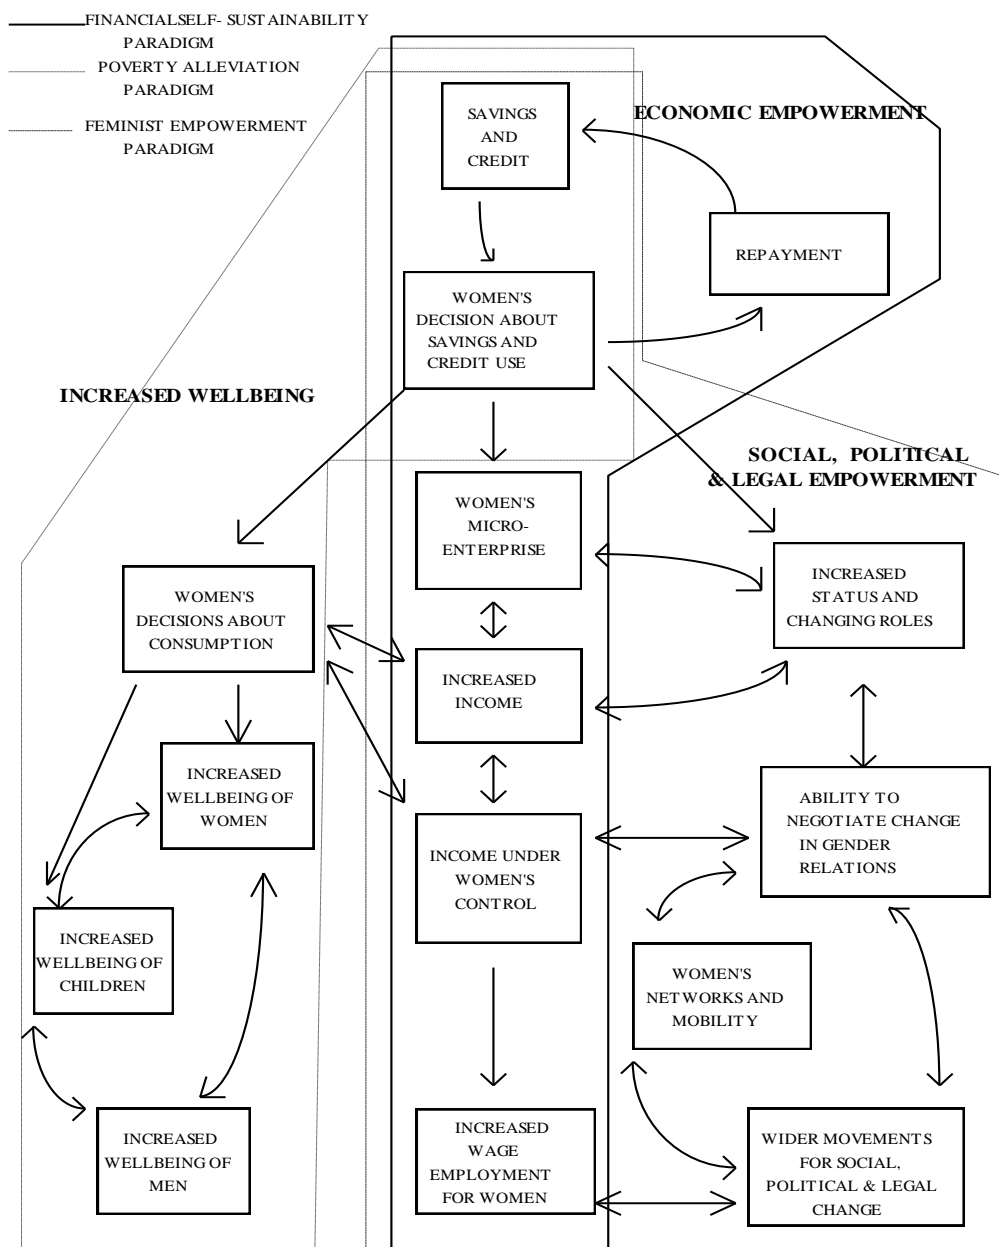 FINANCIALSELF- SUSTAINABILITY
PARADIGM
POVERTY ALLEVIATION
PARADIGM
FEMINIST EMPOWERMENT
PARADIGM
SAVINGS
AND
CREDIT
ECONOMIC EMPOWERMENT
REPAYMENT
WOMEN'S
DECISION ABOUT
SAVINGS AND
CREDIT USE
INCREASED WELLBEING
SOCIAL, POLITICAL
& LEGAL EMPOWERMENT
WOMEN'S
MICRO-
ENTERPRISE
INCREASED
STATUS AND
CHANGING ROLES
WOMEN'S
DECISIONS ABOUT
CONSUMPTION
INCREASED
INCOME
INCREASED
WELLBEING OF
WOMEN
ABILITY TO
NEGOTIATE CHANGE
IN GENDER
RELATIONS
INCOME UNDER
WOMEN'S
CONTROL
INCREASED
WELLBEING OF
CHILDREN
WOMEN'S
NETWORKS AND
MOBILITY
INCREASED
WELLBEING OF
MEN
INCREASED
WAGE
EMPLOYMENT
FOR WOMEN
WIDER MOVEMENTS
FOR SOCIAL,
POLITICAL & LEGAL
CHANGE